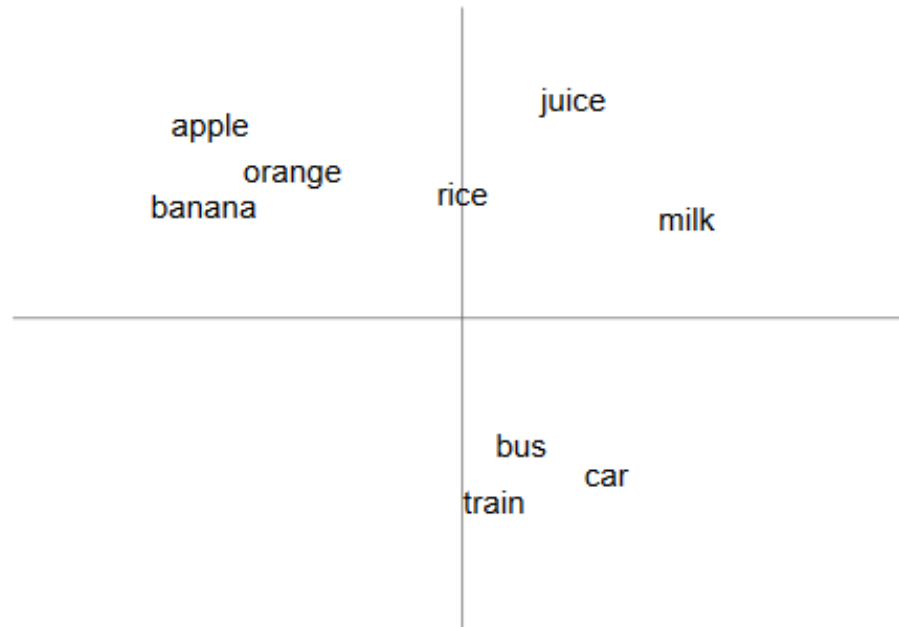 juice
apple
orange
rice
banana
milk
bus
car
train